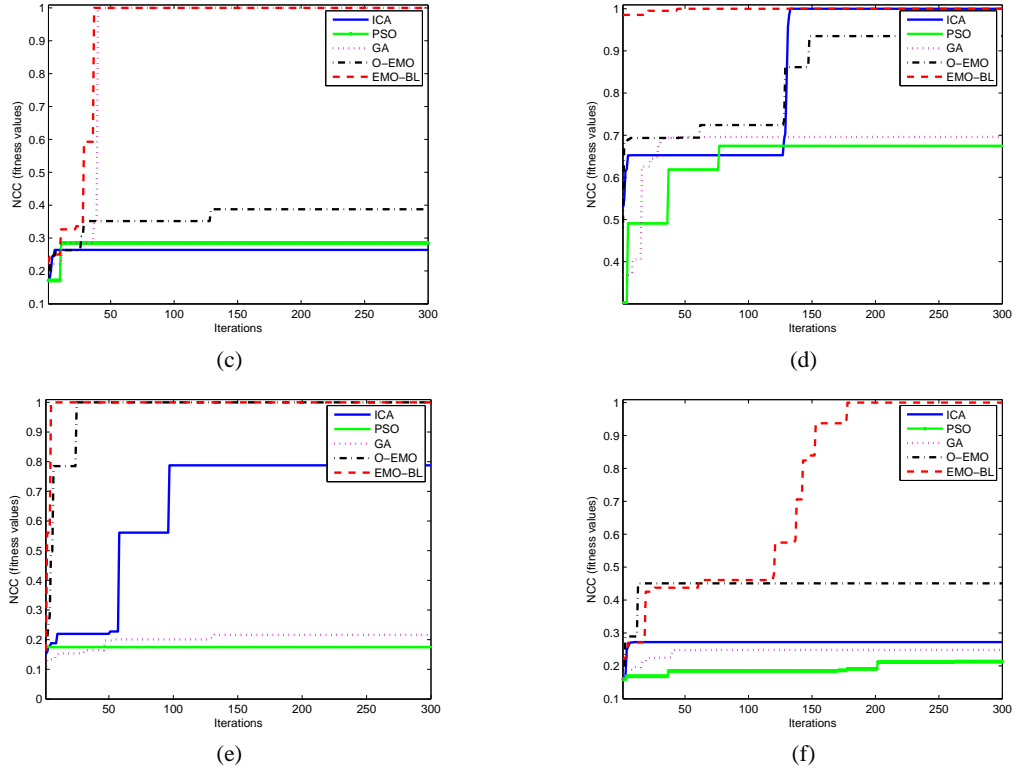 1
0.9
0.8
0.7
0.6
0.5
0.4
0.3
0.2
0.1
NCC (fitness values)
50 100 150 200 250 300
Iterations
ICA
PSO
GA
O-EMO
EMO-BL
(c)
1
0.9
0.8
0.7
0.6
0.5
0.4
NCC (fitness values)
50 100 150 200 250 300
Iterations
ICA
PSO
GA
O-EMO
EMO-BL
(d)
1
0.9
0.8
0.7
0.6
0.5
0.4
0.3
0.2
0.1
0
NCC (fitness values)
50 100 150 200 250 300
Iterations
ICA
PSO
GA
O-EMO
EMO-BL
(e)
1
0.9
0.8
0.7
0.6
0.5
0.4
0.3
0.2
0.1
NCC (fitness values)
50 100 150 200 250 300
Iterations
ICA
PSO
GA
O-EMO
EMO-BL
(f)